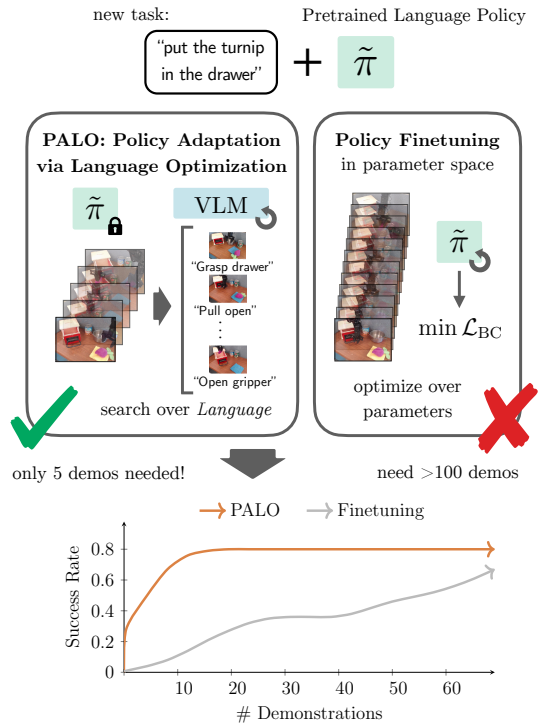 new task:
Pretrained Language Policy
“put the turnip
in the drawer”
+
π̃
PALO: Policy Adaptation
via Language Optimization
π̃
VLM
“Grasp drawer”
“Pull open”
⋮
“Open gripper”
search over Language
Policy Finetuning
in parameter space
π̃
min ℒBC
optimize over
parameters
only 5 demos needed!
need >100 demos
PALO
Finetuning
Success Rate
0.8
0.6
0.4
0.2
0
10
20
30
40
50
60
# Demonstrations